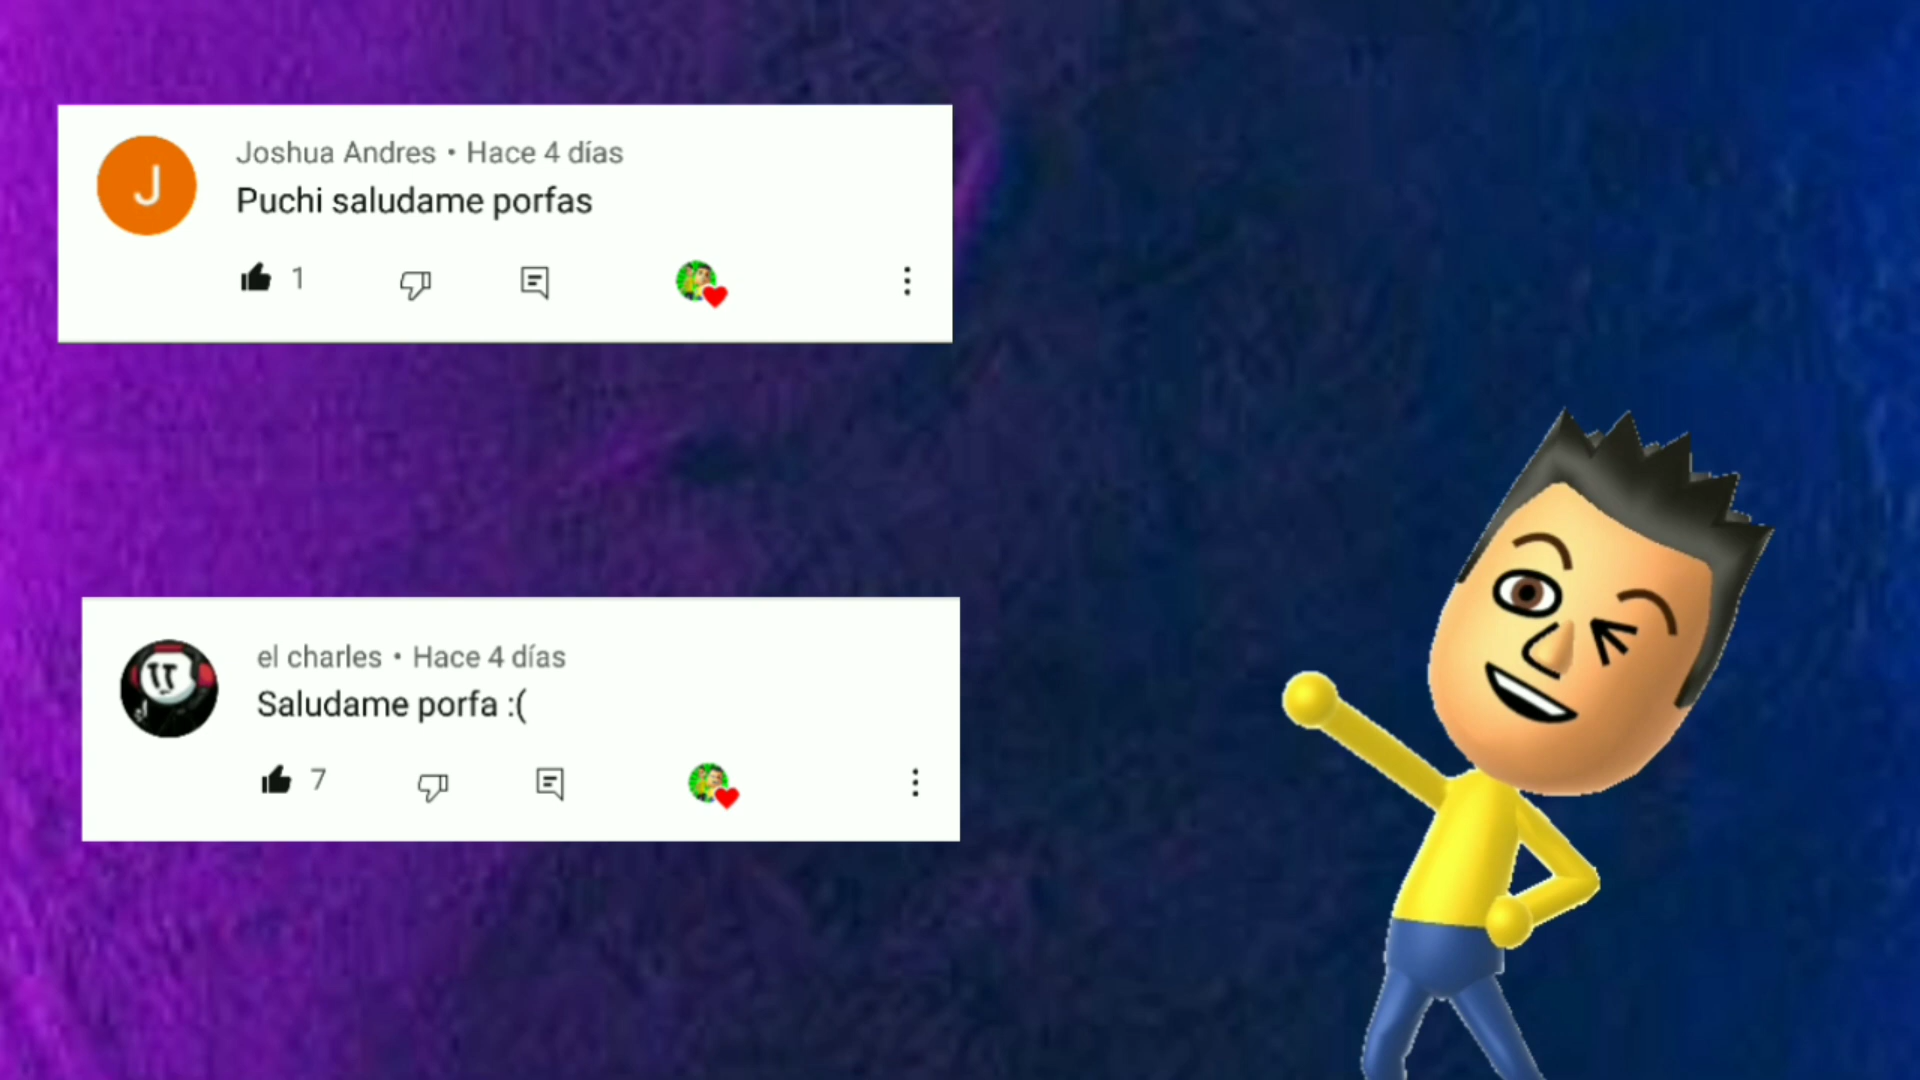 J
Joshua Andres • Hace 4 días
Puchi saludame porfas
1
el charles • Hace 4 días
Saludame porfa :(
7